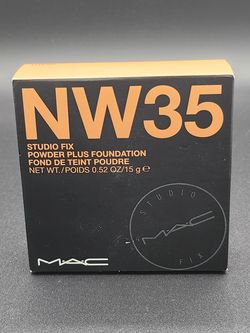 NW35
STUDIO FIX
POWDER PLUS FOUNDATION
FOND DE TEINT POUDRE
NET WT./POIDS 0.52 OZ/15 g ℮
STUDIO
MAC
FIX
MAC